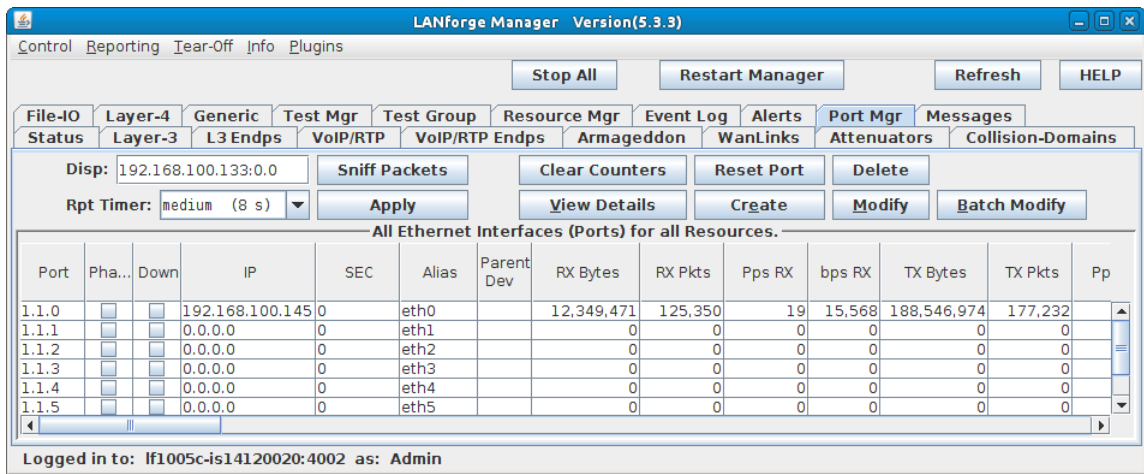 LANforge Manager Version(5.3.3)
Control Reporting Tear-Off Info Plugins
Stop All Restart Manager Refresh HELP
File-IO Layer-4 Generic Test Mgr Test Group Resource Mgr Event Log Alerts Port Mgr Messages
Status Layer-3 L3 Endps VoIP/RTP VoIP/RTP Endps Armageddon WanLinks Attenuators Collision-Domains
Disp: 192.168.100.133:0.0 Sniff Packets Clear Counters Reset Port Delete
Rpt Timer: medium (8 s) Apply View Details Create Modify Batch Modify
All Ethernet Interfaces (Ports) for all Resources.
Port Pha... Down IP SEC Alias Parent Dev RX Bytes RX Pkts Pps RX bps RX TX Bytes TX Pkts Pp
1.1.0 192.168.100.145 0 eth0 12,349,471 125,350 19 15,568 188,546,974 177,232
1.1.1 0.0.0.0 0 eth1 0 0 0 0 0 0
1.1.2 0.0.0.0 0 eth2 0 0 0 0 0 0
1.1.3 0.0.0.0 0 eth3 0 0 0 0 0 0
1.1.4 0.0.0.0 0 eth4 0 0 0 0 0 0
1.1.5 0.0.0.0 0 eth5 0 0 0 0 0 0
Logged in to: lf1005c-is14120020:4002 as: Admin